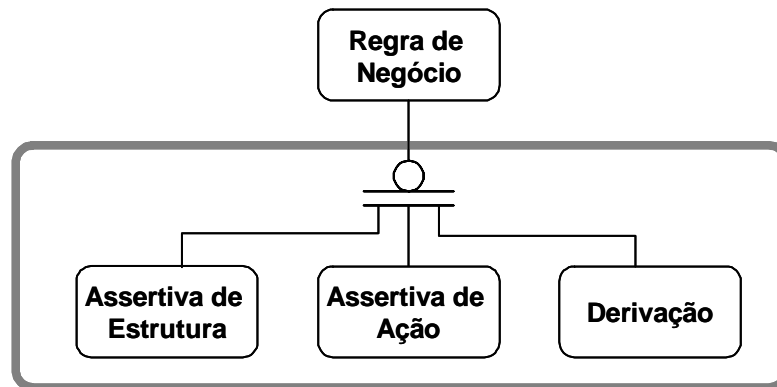 Regra de
Negócio
Assertiva de
Estrutura
Assertiva de
Ação
Derivação